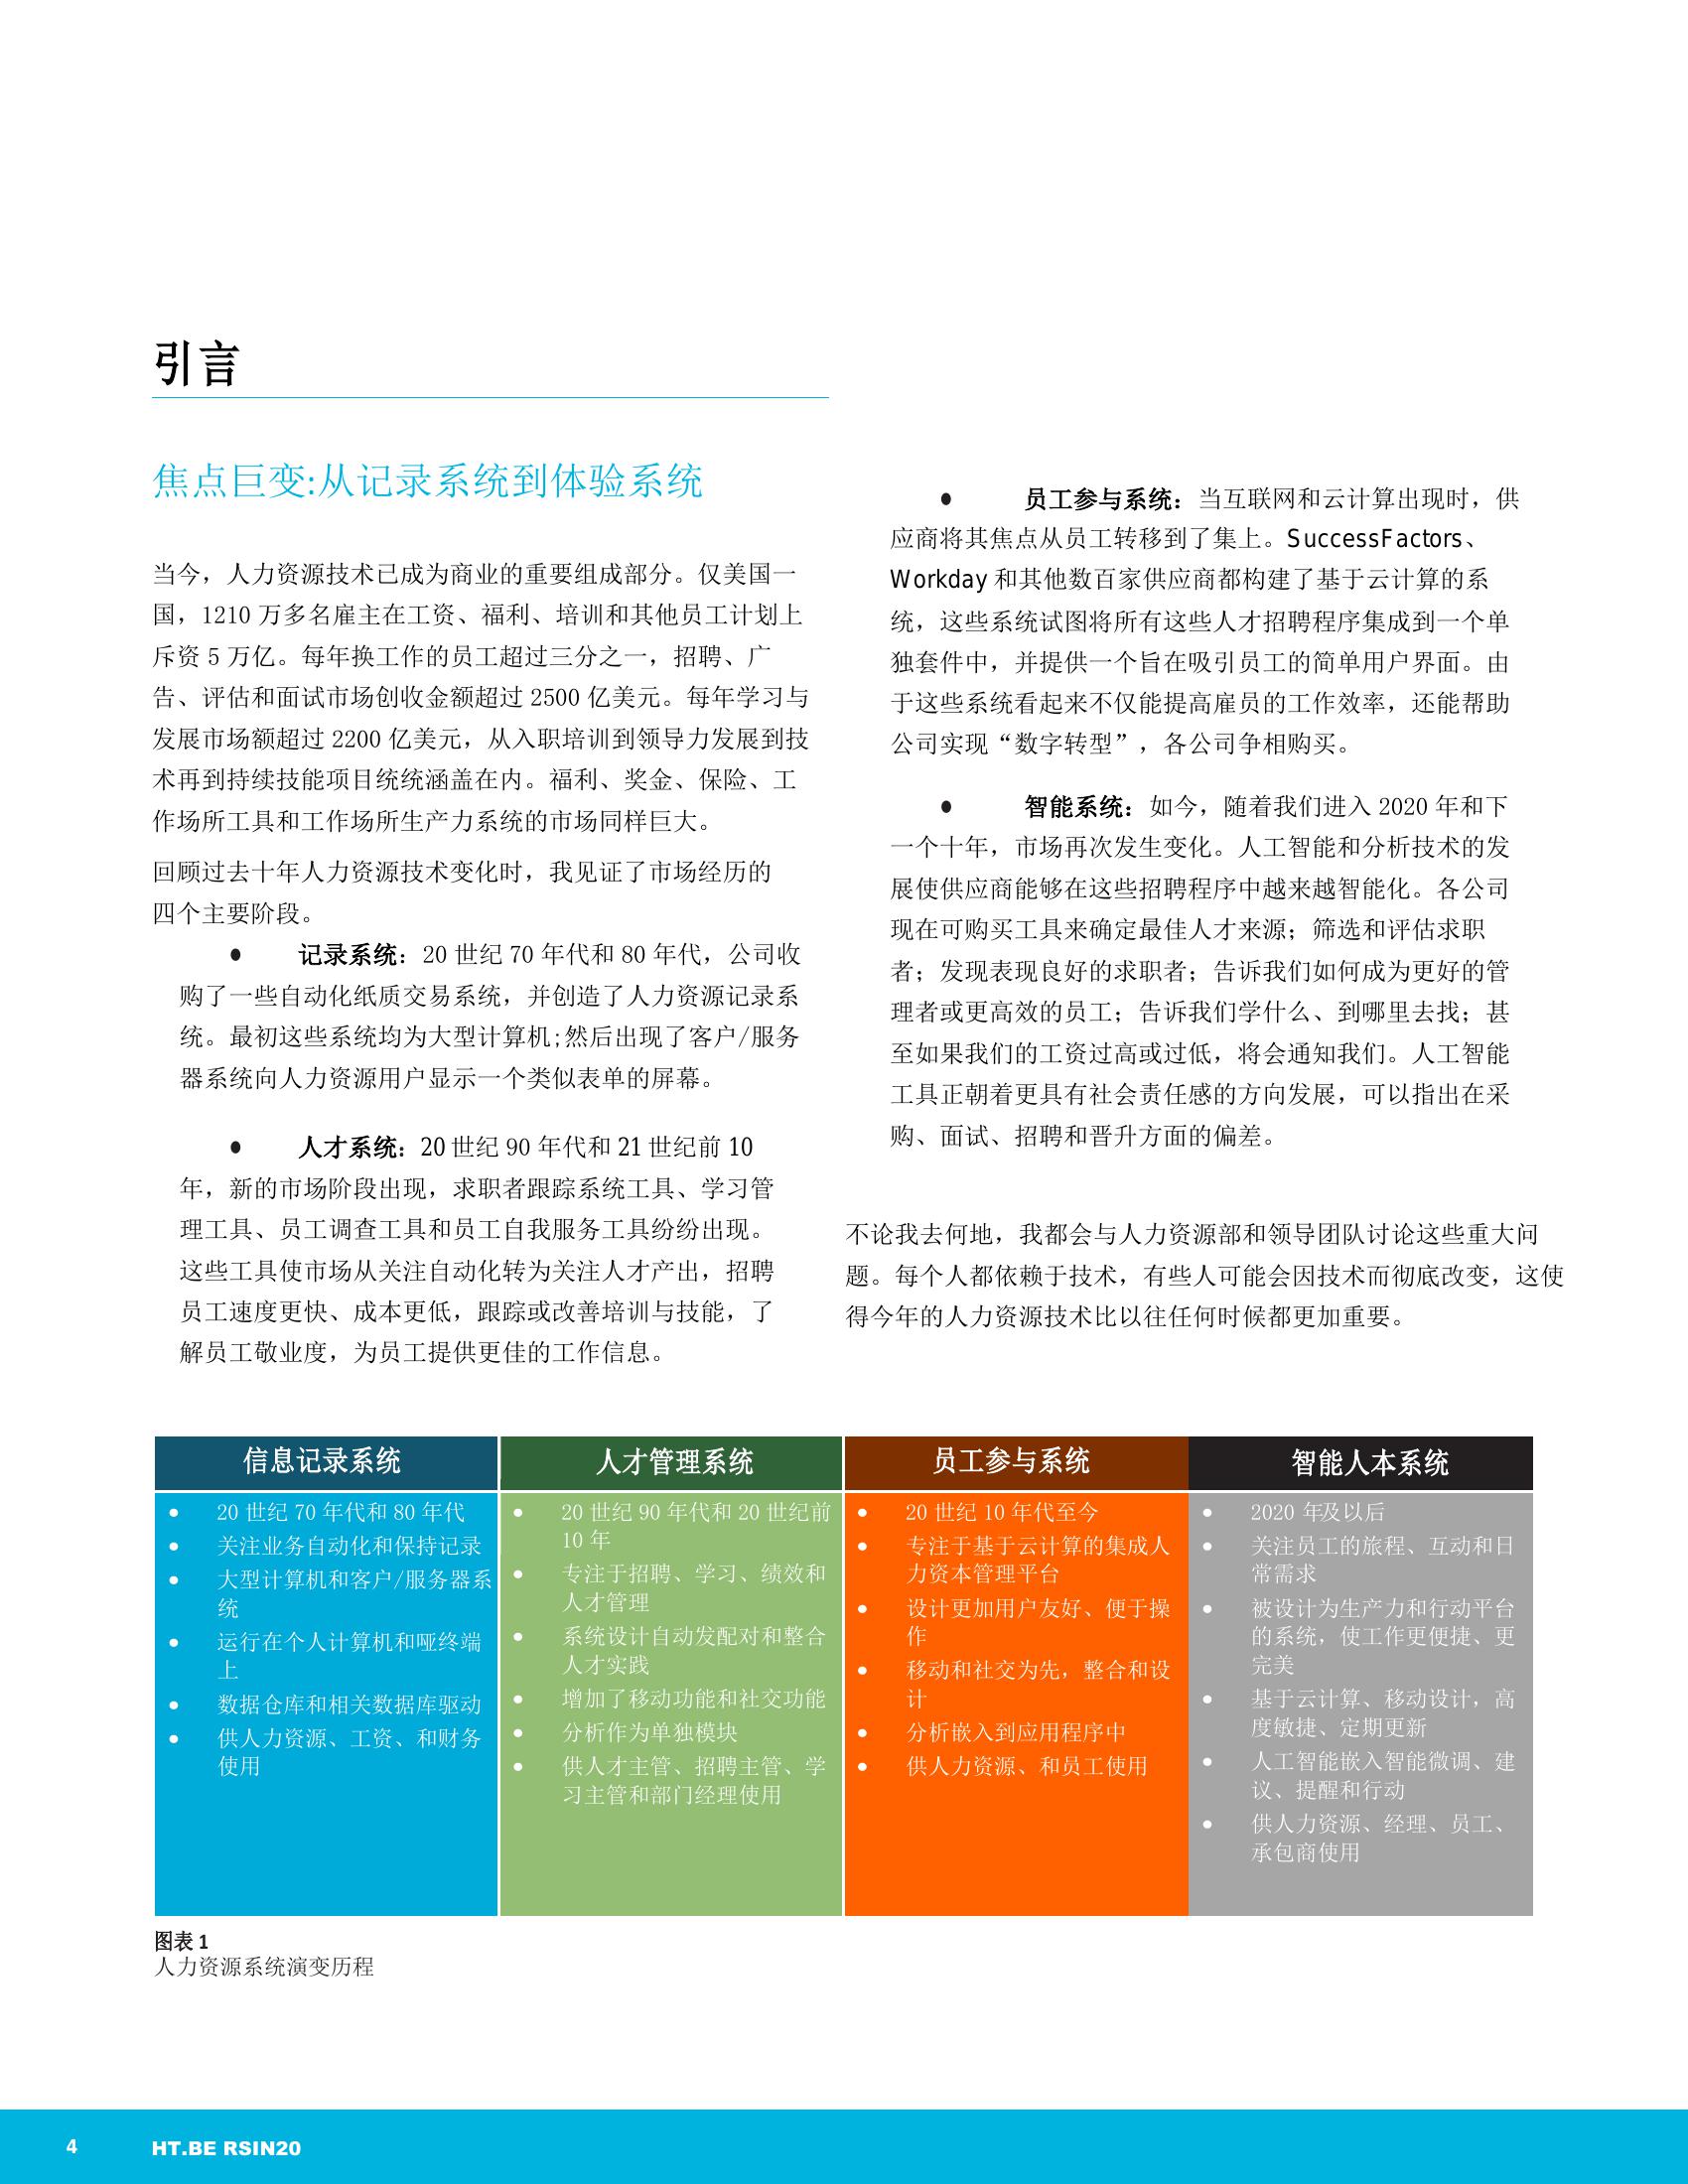 引言
焦点巨变:从记录系统到体验系统
当今，人力资源技术已成为商业的重要组成部分。仅美国一
国，1210 万多名雇主在工资、福利、培训和其他员工计划上
斥资 5 万亿。每年换工作的员工超过三分之一，招聘、广
告、评估和面试市场创收金额超过 2500 亿美元。每年学习与
发展市场额超过 2200 亿美元，从入职培训到领导力发展到技
术再到持续技能项目统统涵盖在内。福利、奖金、保险、工
作场所工具和工作场所生产力系统的市场同样巨大。
回顾过去十年人力资源技术变化时，我见证了市场经历的
四个主要阶段。
● 记录系统：20 世纪 70 年代和 80 年代，公司收
购了一些自动化纸质交易系统，并创造了人力资源记录系
统。最初这些系统均为大型计算机;然后出现了客户/服务
器系统向人力资源用户显示一个类似表单的屏幕。
● 人才系统：20 世纪 90 年代和 21 世纪前 10
年，新的市场阶段出现，求职者跟踪系统工具、学习管
理工具、员工调查工具和员工自我服务工具纷纷出现。
这些工具使市场从关注自动化转为关注人才产出，招聘
员工速度更快、成本更低，跟踪或改善培训与技能，了
解员工敬业度，为员工提供更佳的工作信息。
● 员工参与系统：当互联网和云计算出现时，供
应商将其焦点从员工转移到了集上。SuccessFactors、
Workday 和其他数百家供应商都构建了基于云计算的系
统，这些系统试图将所有这些人才招聘程序集成到一个单
独套件中，并提供一个旨在吸引员工的简单用户界面。由
于这些系统看起来不仅能提高雇员的工作效率，还能帮助
公司实现“数字转型”，各公司争相购买。
● 智能系统：如今，随着我们进入 2020 年和下
一个十年，市场再次发生变化。人工智能和分析技术的发
展使供应商能够在这些招聘程序中越来越智能化。各公司
现在可购买工具来确定最佳人才来源；筛选和评估求职
者；发现表现良好的求职者；告诉我们如何成为更好的管
理者或更高效的员工；告诉我们学什么、到哪里去找；甚
至如果我们的工资过高或过低，将会通知我们。人工智能
工具正朝着更具有社会责任感的方向发展，可以指出在采
购、面试、招聘和晋升方面的偏差。
不论我去何地，我都会与人力资源部和领导团队讨论这些重大问
题。每个人都依赖于技术，有些人可能会因技术而彻底改变，这使
得今年的人力资源技术比以往任何时候都更加重要。
信息记录系统
● 20 世纪 70 年代和 80 年代
● 关注业务自动化和保持记录
● 大型计算机和客户/服务器系
统
● 运行在个人计算机和哑终端
上
● 数据仓库和相关数据库驱动
● 供人力资源、工资、和财务
使用
人才管理系统
● 20 世纪 90 年代和 20 世纪前
10 年
● 专注于招聘、学习、绩效和
人才管理
● 系统设计自动发配对和整合
人才实践
● 增加了移动功能和社交功能
● 分析作为单独模块
● 供人才主管、招聘主管、学
习主管和部门经理使用
员工参与系统
● 20 世纪 10 年代至今
● 专注于基于云计算的集成人
力资本管理平台
● 设计更加用户友好、便于操
作
● 移动和社交为先，整合和设
计
● 分析嵌入到应用程序中
● 供人力资源、和员工使用
智能人本系统
● 2020 年及以后
● 关注员工的旅程、互动和日
常需求
● 被设计为生产力和行动平台
的系统，使工作更便捷、更
完美
● 基于云计算、移动设计，高
度敏捷、定期更新
● 人工智能嵌入智能微调、建
议、提醒和行动
● 供人力资源、经理、员工、
承包商使用
图表 1
人力资源系统演变历程
4 HT.BE RSIN20